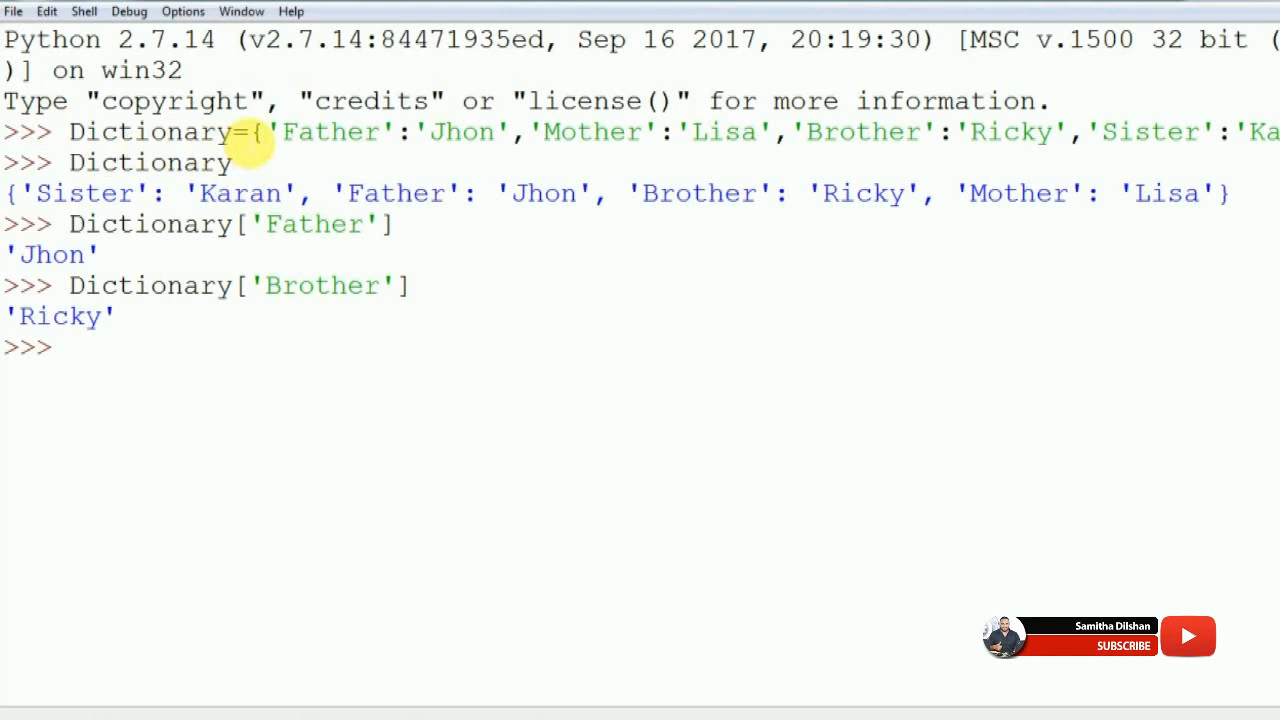 File Edit Shell Debug Options Window Help
Python 2.7.14 (v2.7.14:84471935ed, Sep 16 2017, 20:19:30) [MSC v.1500 32 bit (
)] on win32
Type "copyright", "credits" or "license()" for more information.
>>> Dictionary={'Father':'Jhon','Mother':'Lisa','Brother':'Ricky','Sister':'Ka
>>> Dictionary
{'Sister': 'Karan', 'Father': 'Jhon', 'Brother': 'Ricky', 'Mother': 'Lisa'}
>>> Dictionary['Father']
'Jhon'
>>> Dictionary['Brother']
'Ricky'
>>>
Samitha Dilshan
SUBSCRIBE